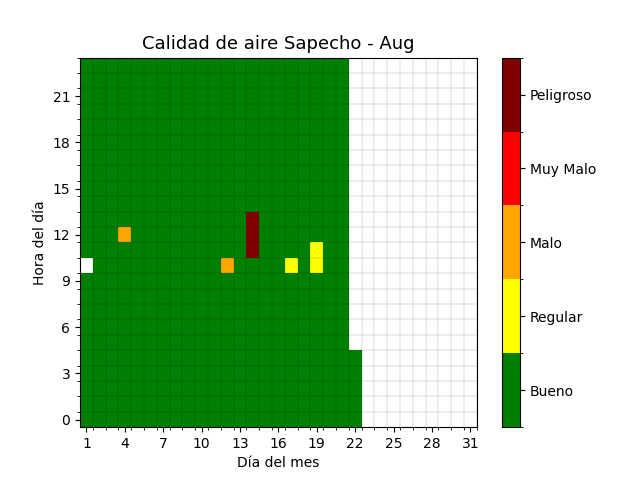 Calidad de aire Sapecho - Aug
Hora del día
21
18
15
12
9
6
3
0
1 4 7 10 13 16 19 22 25 28 31
Día del mes
Peligroso
Muy Malo
Malo
Regular
Bueno